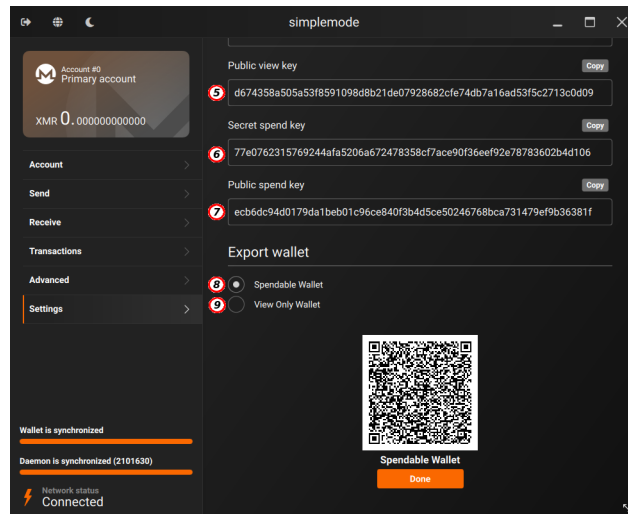 simplemode
Account #0
Primary account
XMR 0.000000000000
Account
Send
Receive
Transactions
Advanced
Settings
Wallet is synchronized
Daemon is synchronized (2101630)
Network status
Connected
Public view key
Copy
5
d674358a505a53f8591098d8b21de07928682cfe74db7a16ad53f5c2713c0d09
Secret spend key
Copy
6
77e0762315769244afa5206a672478358cf7ace90f36eef92e78783602b4d106
Public spend key
Copy
7
ecb6dc94d0179da1beb01c96ce840f3b4d5ce50246768bca731479ef9b36381f
Export wallet
8
Spendable Wallet
9
View Only Wallet
Spendable Wallet
Done